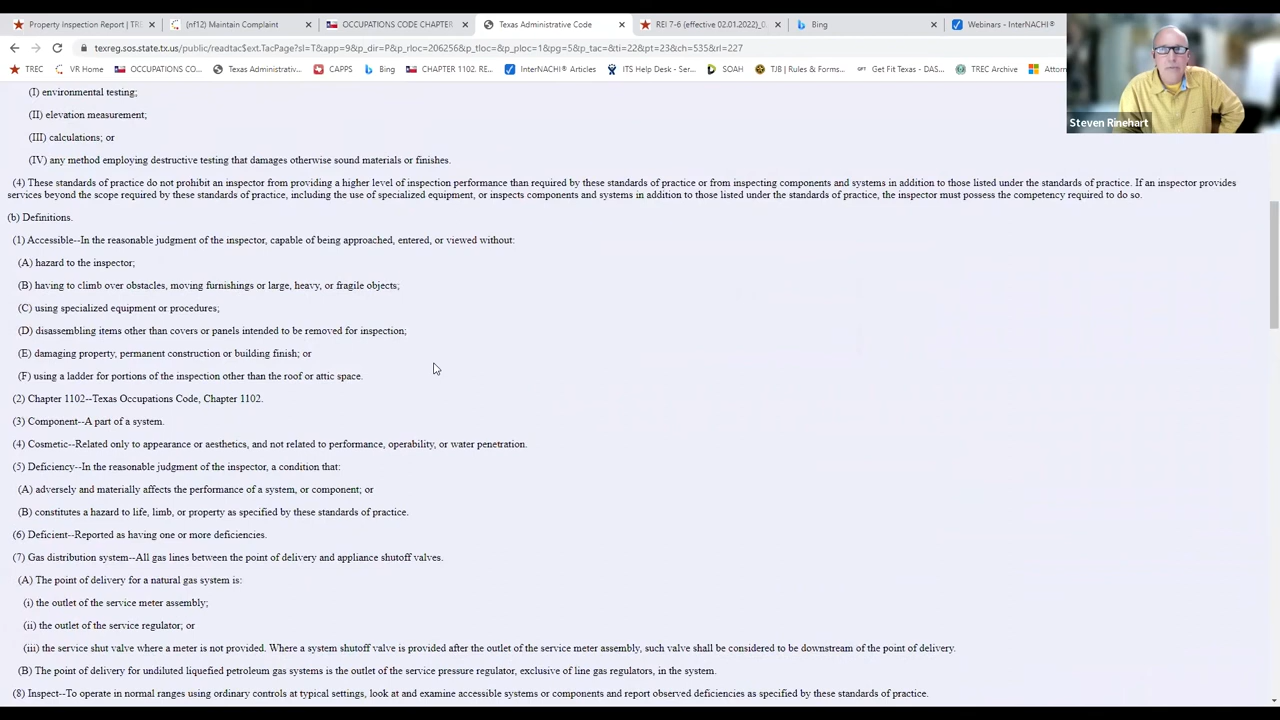 Property Inspection Report | TRE
(nf12) Maintain Complaint
OCCUPATIONS CODE CHAPTER
Texas Administrative Code
REI 7-6 (effective 02.01.2022)_0
Bing
Webinars - InterNACHI®
texreg.sos.state.tx.us/public/readtac$ext.TacPage?sl=T&app=9&p_dir=P&p_rloc=206256&p_tloc=&p_ploc=1&pg=5&p_tac=&ti=22&pt=23&ch=535&rl=227
TREC
VR Home
OCCUPATIONS CO...
Texas Administrativ...
CAPPS
Bing
CHAPTER 1102. RE...
InterNACHI® Articles
ITS Help Desk - Ser...
SOAH
TJB | Rules & Forms...
Get Fit Texas - DAS...
TREC Archive
Attor
Steven Rinehart
(I) environmental testing;
(II) elevation measurement;
(III) calculations; or
(IV) any method employing destructive testing that damages otherwise sound materials or finishes.
(4) These standards of practice do not prohibit an inspector from providing a higher level of inspection performance than required by these standards of practice or from inspecting components and systems in addition to those listed under the standards of practice. If an inspector provides
services beyond the scope required by these standards of practice, including the use of specialized equipment, or inspects components and systems in addition to those listed under the standards of practice, the inspector must possess the competency required to do so.
(b) Definitions.
(1) Accessible--In the reasonable judgment of the inspector, capable of being approached, entered, or viewed without:
(A) hazard to the inspector;
(B) having to climb over obstacles, moving furnishings or large, heavy, or fragile objects;
(C) using specialized equipment or procedures;
(D) disassembling items other than covers or panels intended to be removed for inspection;
(E) damaging property, permanent construction or building finish; or
(F) using a ladder for portions of the inspection other than the roof or attic space.
(2) Chapter 1102--Texas Occupations Code, Chapter 1102.
(3) Component--A part of a system.
(4) Cosmetic--Related only to appearance or aesthetics, and not related to performance, operability, or water penetration.
(5) Deficiency--In the reasonable judgment of the inspector, a condition that:
(A) adversely and materially affects the performance of a system, or component; or
(B) constitutes a hazard to life, limb, or property as specified by these standards of practice.
(6) Deficient--Reported as having one or more deficiencies.
(7) Gas distribution system--All gas lines between the point of delivery and appliance shutoff valves.
(A) The point of delivery for a natural gas system is:
(i) the outlet of the service meter assembly;
(ii) the outlet of the service regulator; or
(iii) the service shut valve where a meter is not provided. Where a system shutoff valve is provided after the outlet of the service meter assembly, such valve shall be considered to be downstream of the point of delivery.
(B) The point of delivery for undiluted liquefied petroleum gas systems is the outlet of the service pressure regulator, exclusive of line gas regulators, in the system.
(8) Inspect--To operate in normal ranges using ordinary controls at typical settings, look at and examine accessible systems or components and report observed deficiencies as specified by these standards of practice.